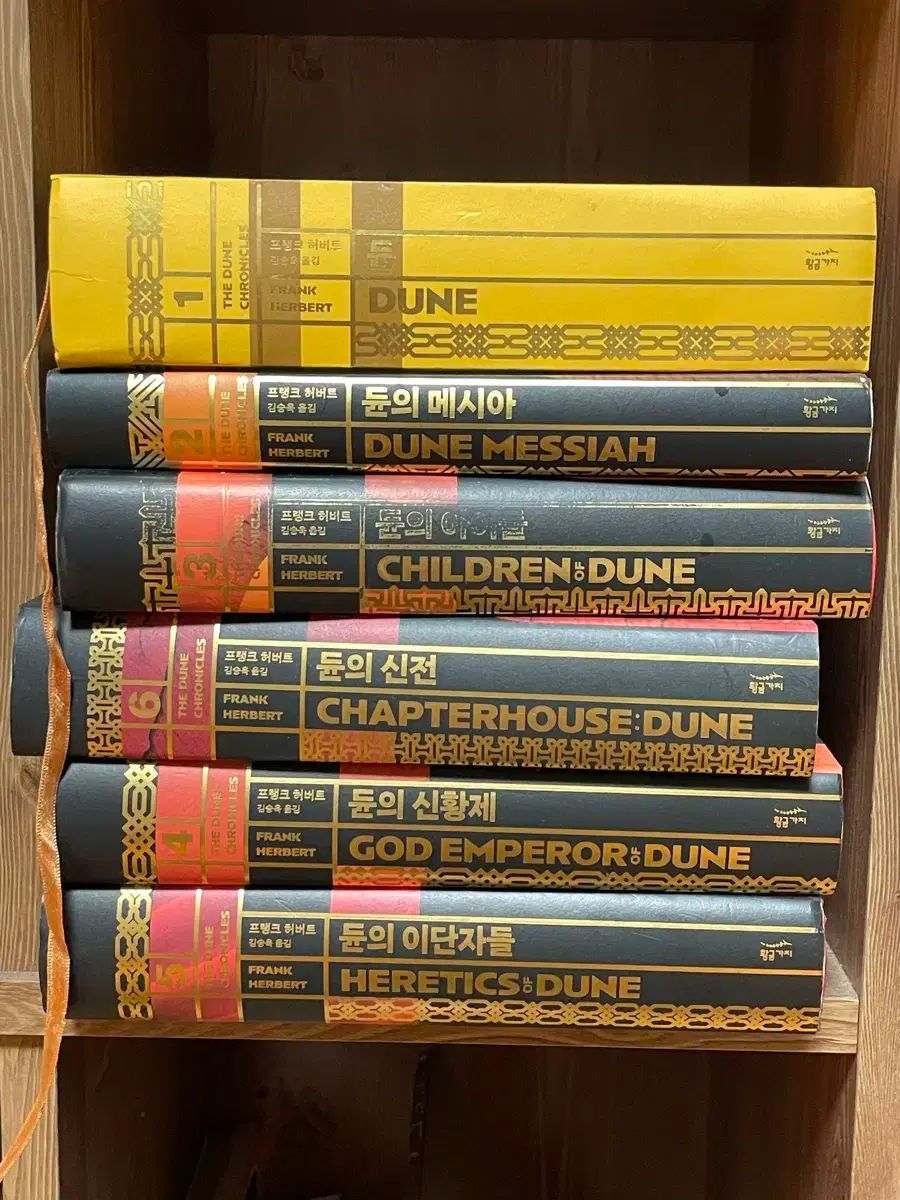 1
THE DUNE
CHRONICLES
프랭크 허버트
김승욱 옮김
FRANK
HERBERT
듄
DUNE
황금가지
2
THE DUNE
CHRONICLES
프랭크 허버트
김승욱 옮김
FRANK
HERBERT
듄의 메시아
DUNE MESSIAH
황금가지
3
프랭크 허버트
김승욱 옮김
FRANK
HERBERT
듄의 아이들
CHILDREN OF DUNE
황금가지
6
THE DUNE
CHRONICLES
프랭크 허버트
김승욱 옮김
FRANK
HERBERT
듄의 신전
CHAPTERHOUSE: DUNE
황금가지
4
THE DUNE
CHRONICLES
프랭크 허버트
김승욱 옮김
FRANK
HERBERT
듄의 신황제
GOD EMPEROR OF DUNE
황금가지
5
THE DUNE
CHRONICLES
프랭크 허버트
김승욱 옮김
FRANK
HERBERT
듄의 이단자들
HERETICS OF DUNE
황금가지